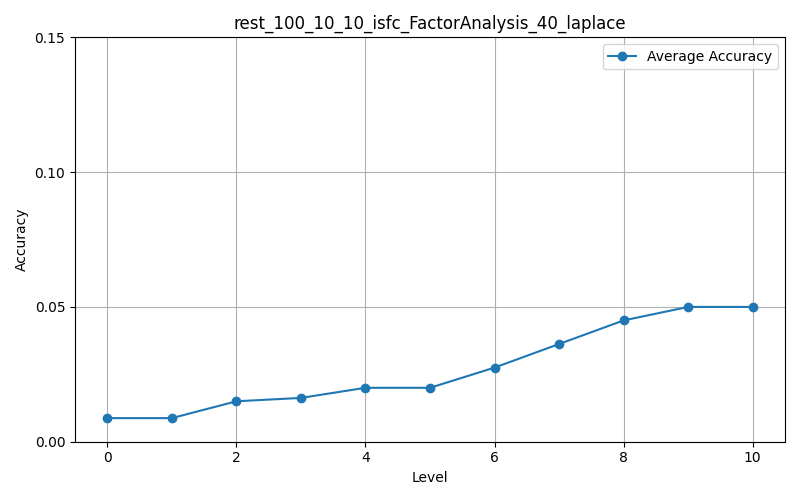 rest_100_10_10_isfc_FactorAnalysis_40_laplace
Average Accuracy
0.15
0.10
0.05
0.00
Accuracy
0 2 4 6 8 10
Level